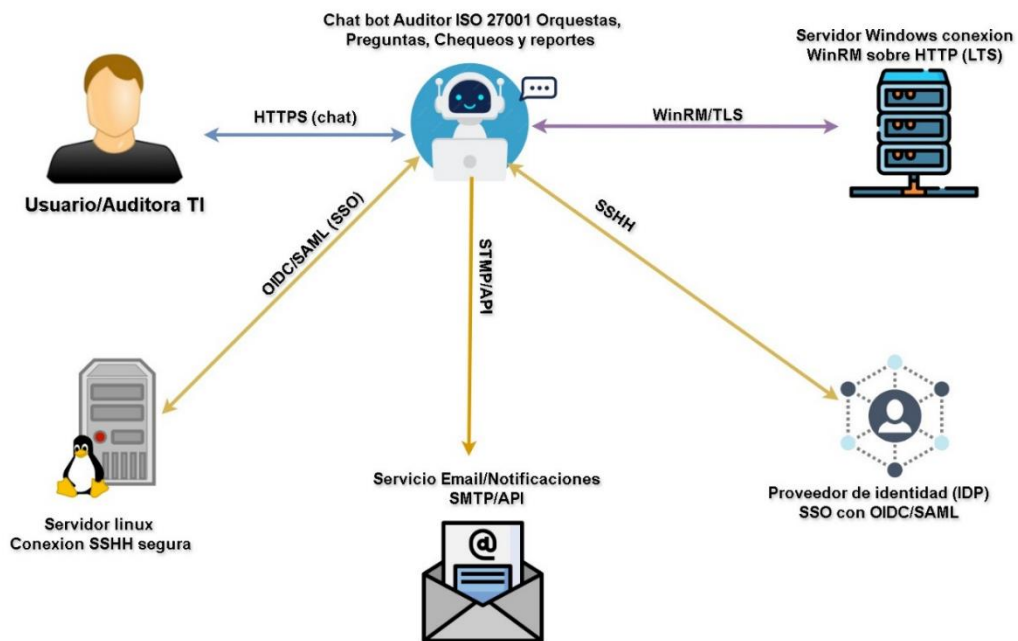 Chat bot Auditor ISO 27001 Orquestas,
Preguntas, Chequeos y reportes
Servidor Windows conexion
WinRM sobre HTTP (LTS)
HTTPS (chat)
WinRM/TLS
Usuario/Auditora TI
OIDC/SAML (SSO)
STMP/API
SSHH
Servidor linux
Conexion SSHH segura
Servicio Email/Notificaciones
SMTP/API
@
Proveedor de identidad (IDP)
SSO con OIDC/SAML